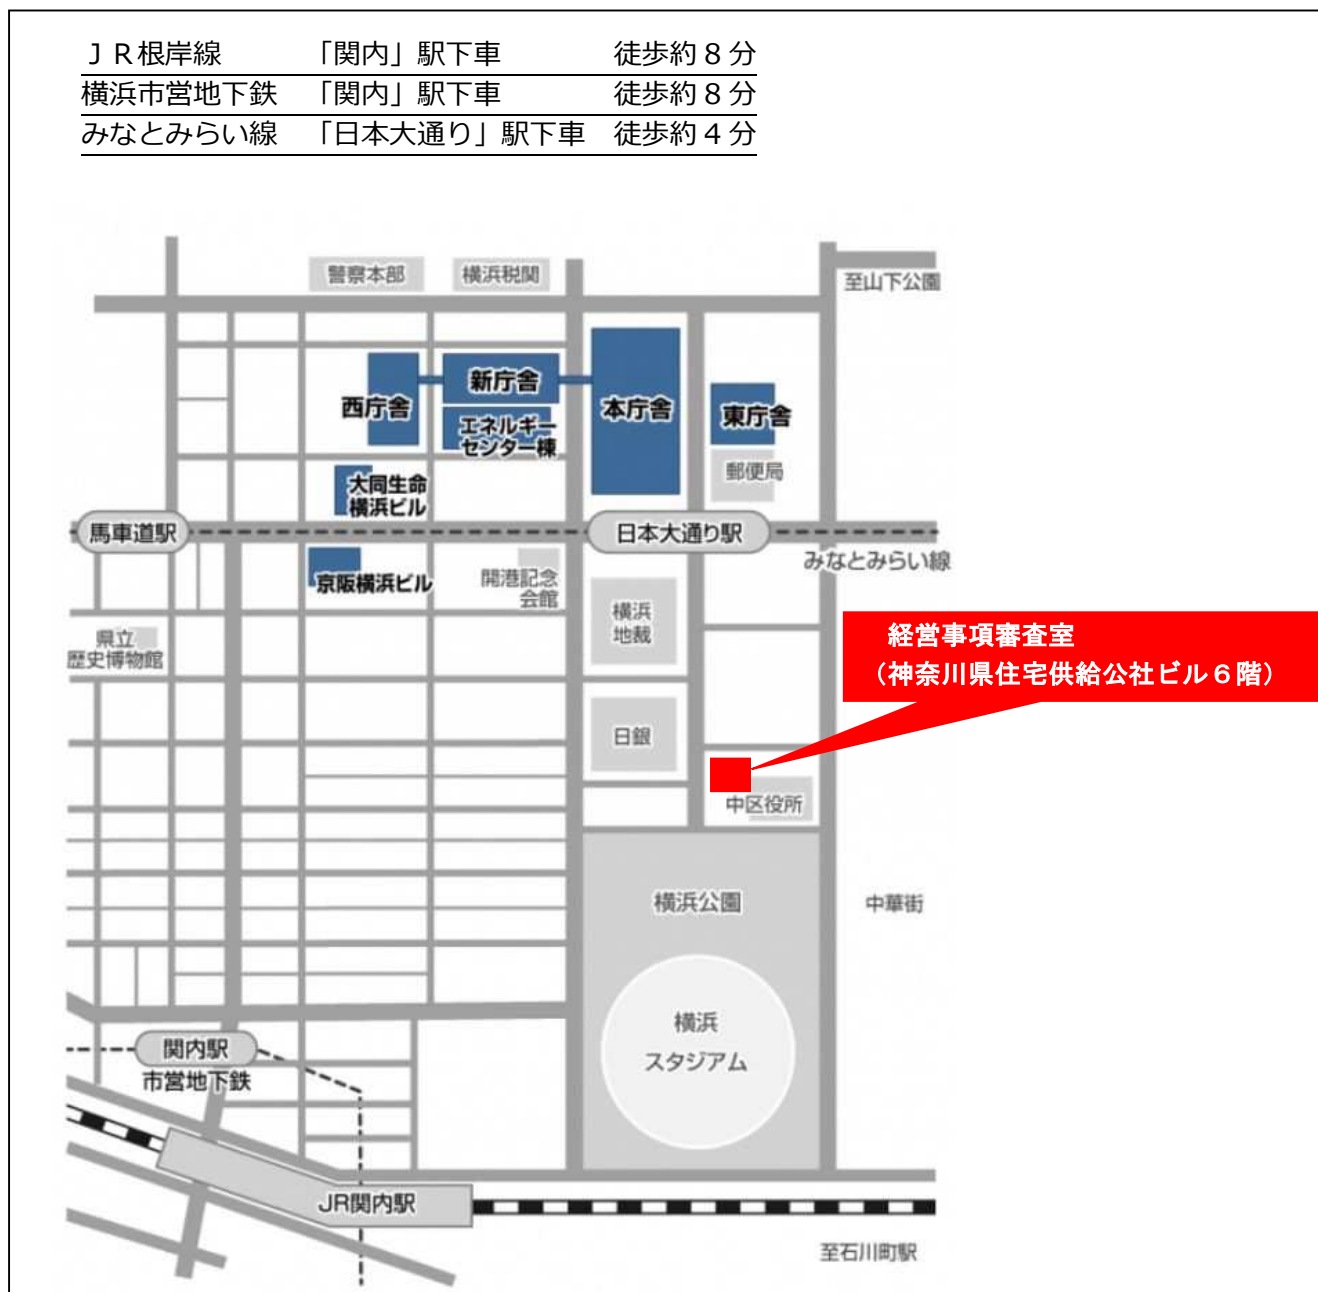 ＪＲ根岸線　「関内」駅下車　徒歩約８分
横浜市営地下鉄　「関内」駅下車　徒歩約８分
みなとみらい線　「日本大通り」駅下車　徒歩約４分
警察本部
横浜税関
至山下公園
西庁舎
新庁舎
エネルギー
センター棟
本庁舎
東庁舎
郵便局
大同生命
横浜ビル
馬車道駅
日本大通り駅
みなとみらい線
京阪横浜ビル
開港記念
会館
横浜
地裁
県立
歴史博物館
経営事項審査室
（神奈川県住宅供給公社ビル６階）
日銀
中区役所
横浜公園
中華街
横浜
スタジアム
関内駅
市営地下鉄
JR関内駅
至石川町駅